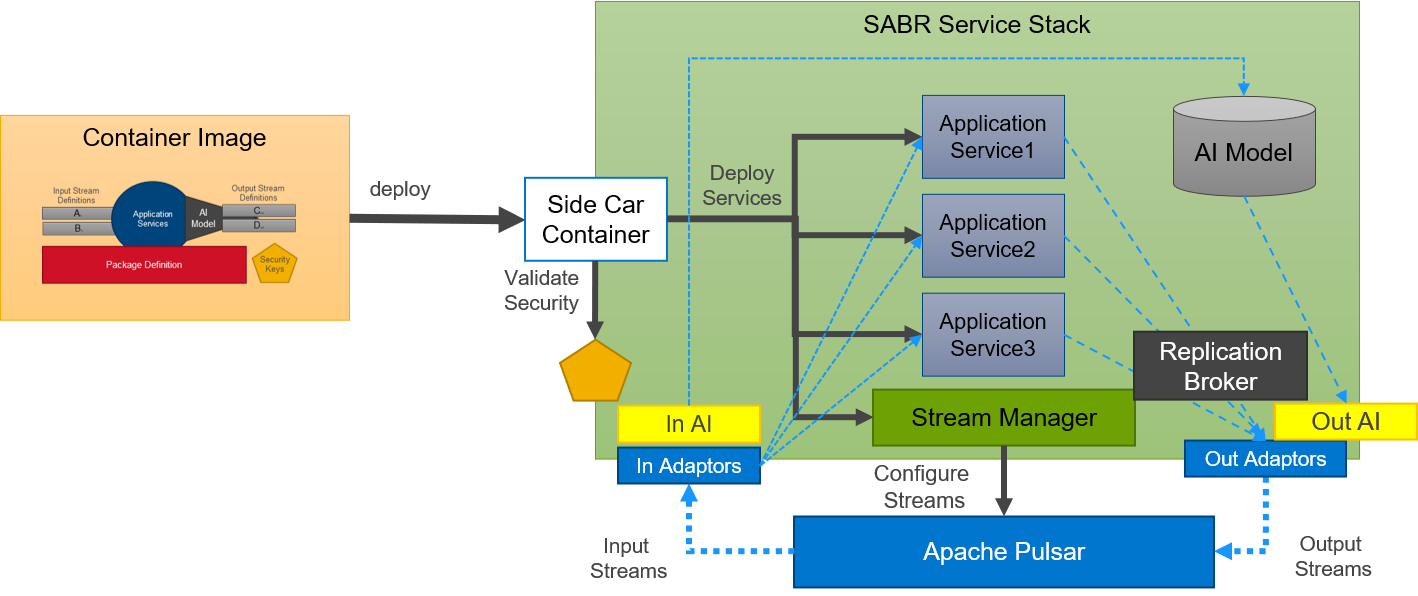 SABR Service Stack
Container Image
Input Stream
Definitions
A
B
Application
Services
AI
Model
Output Stream
Definitions
C
D
Package Definition
Security
Keys
deploy
Side Car
Container
Validate
Security
Deploy
Services
Application
Service1
Application
Service2
Application
Service3
AI Model
Replication
Broker
In AI
In Adaptors
Stream Manager
Out AI
Out Adaptors
Configure
Streams
Input
Streams
Apache Pulsar
Output
Streams